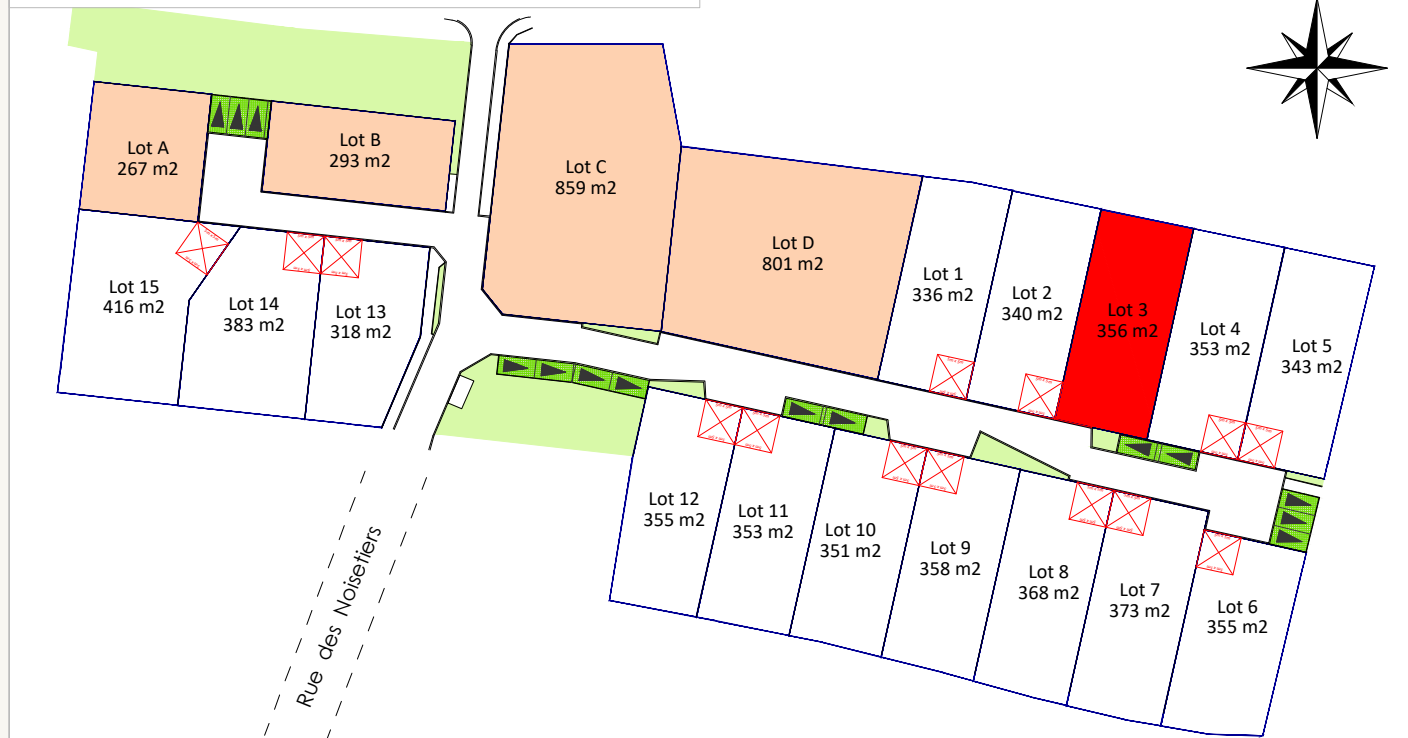 Lot A
267 m2
Lot B
293 m2
Lot C
859 m2
Lot D
801 m2
Lot 1
336 m2
Lot 2
340 m2
Lot 3
356 m2
Lot 4
353 m2
Lot 5
343 m2
Lot 15
416 m2
Lot 14
383 m2
Lot 13
318 m2
Lot 12
355 m2
Lot 11
353 m2
Lot 10
351 m2
Lot 9
358 m2
Lot 8
368 m2
Lot 7
373 m2
Lot 6
355 m2
Rue des Noisetiers